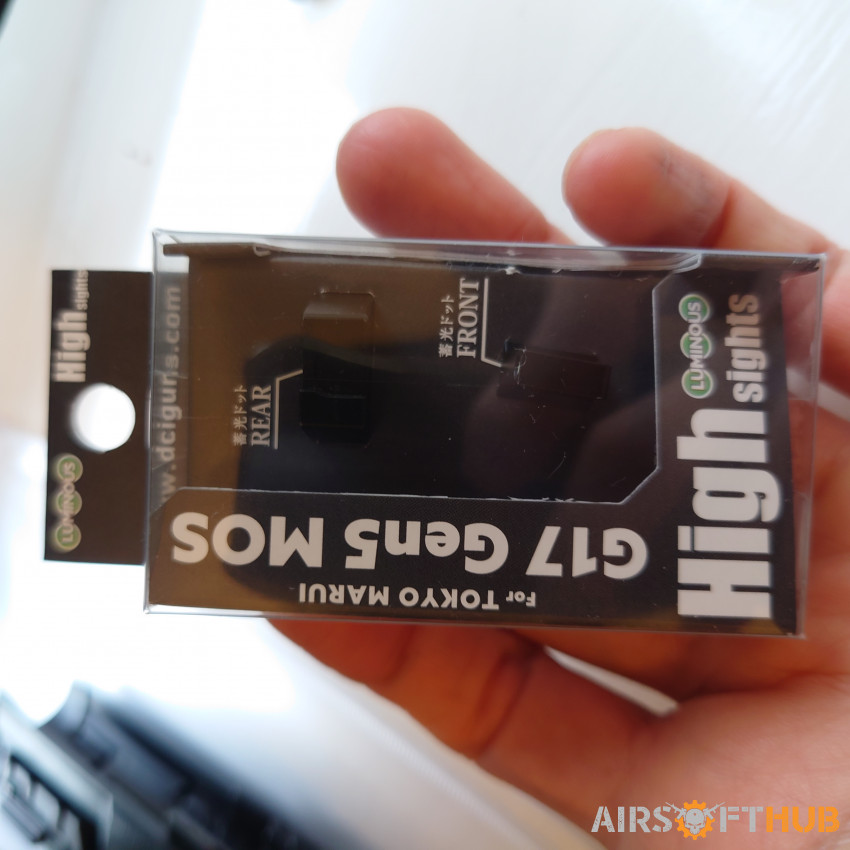 High
sights
LUMINOUS
w.dciguns.com
蓄光ドット
REAR
蓄光ドット
FRONT
LUMINOUS
High
sights
For TOKYO MARUI
G17 Gen5 MOS
AIRSOFTHUB